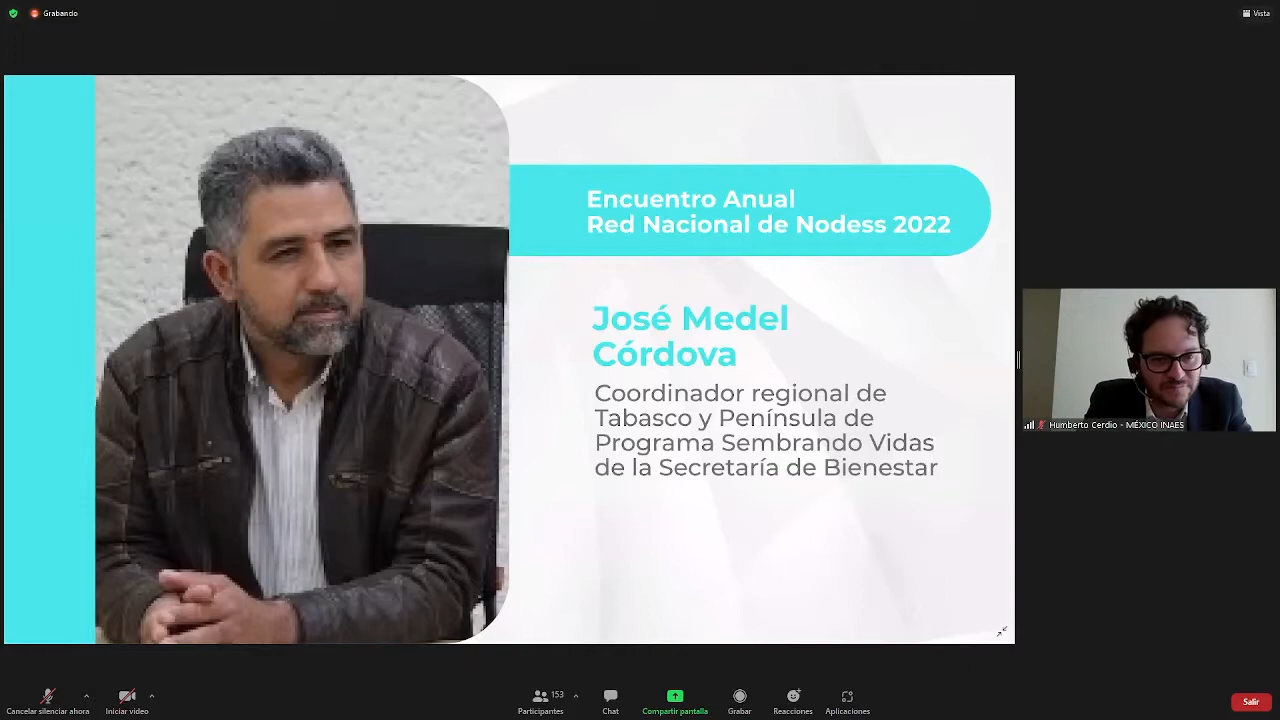 Grabando
Vista
Encuentro Anual
Red Nacional de Nodess 2022
José Medel
Córdova
Coordinador regional de
Tabasco y Península de
Programa Sembrando Vidas
de la Secretaría de Bienestar
Humberto Cerdio - MÉXICO INAES
Cancelar silenciar ahora
Iniciar video
153
Participantes
Chat
Compartir pantalla
Grabar
Reacciones
Aplicaciones
Salir